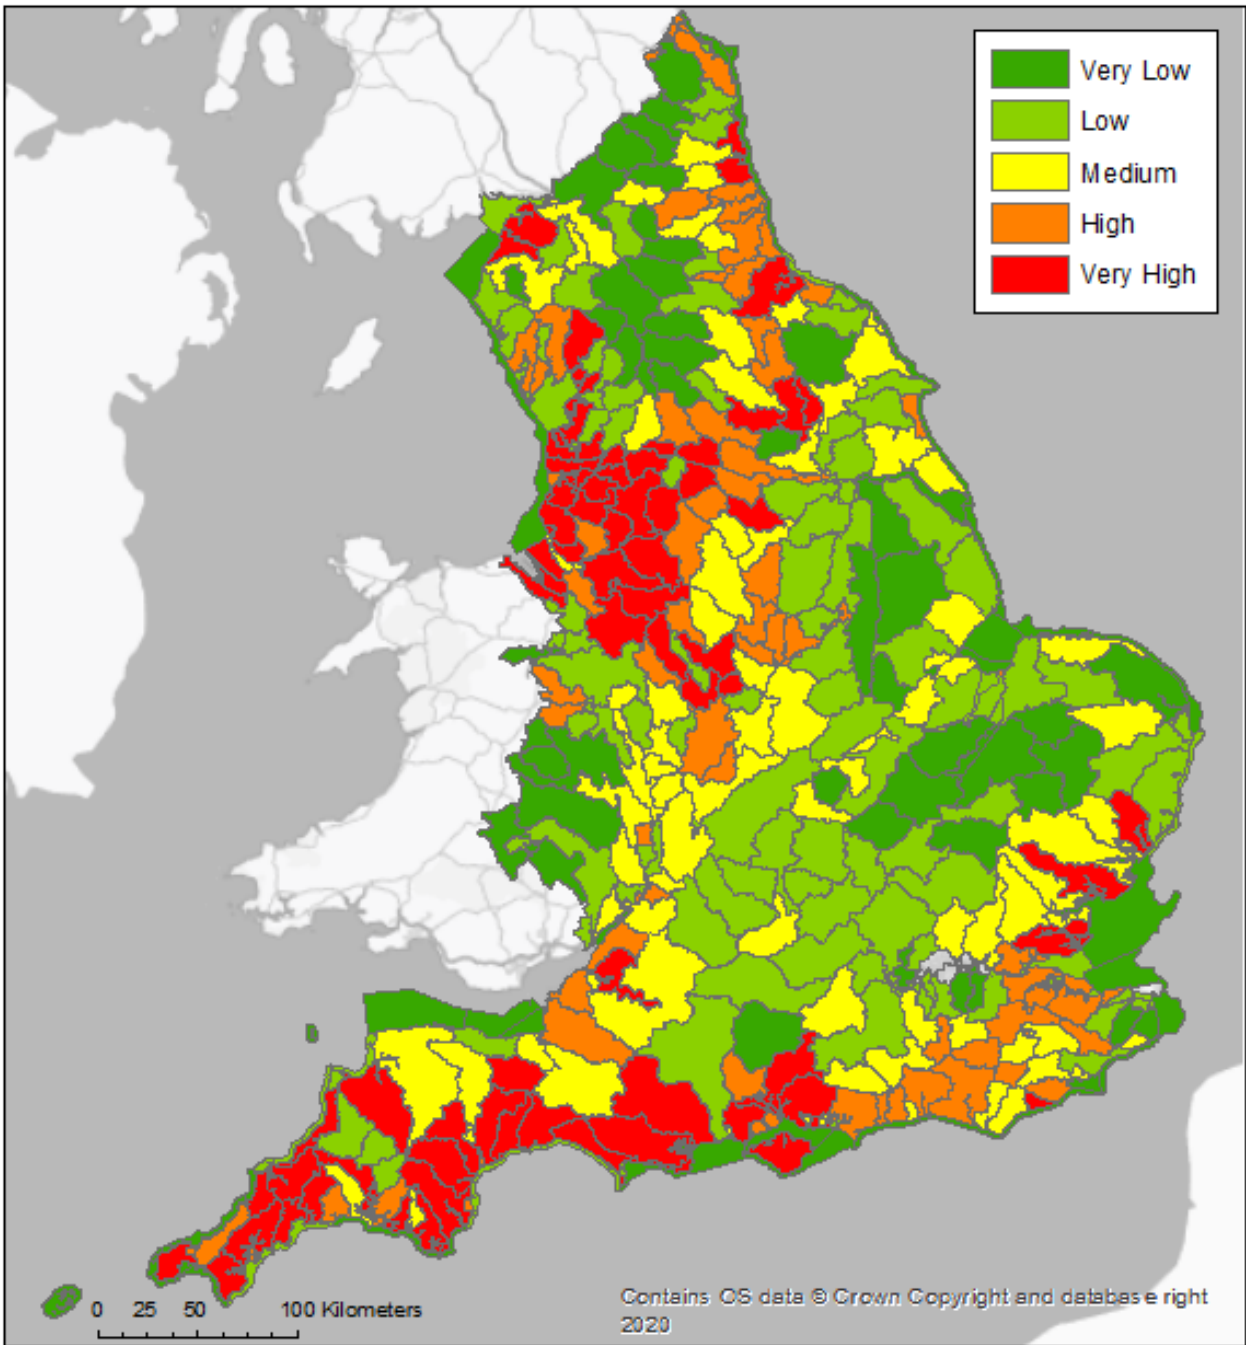 Very Low
Low
Medium
High
Very High
0 25 50 100 Kilometers
Contains OS data © Crown Copyright and database right
2020